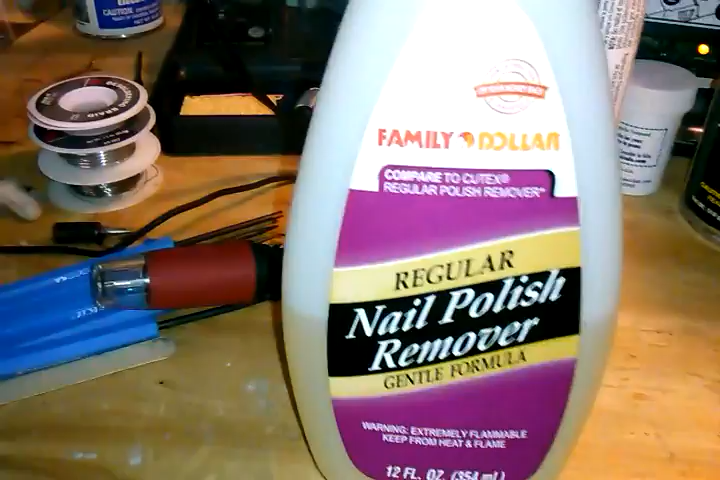 CAUTION:
FAMILY DOLLAR
COMPARE TO CUTEX®
REGULAR POLISH REMOVER*
REGULAR
Nail Polish
Remover
GENTLE FORMULA
WARNING: EXTREMELY FLAMMABLE
KEEP FROM HEAT & FLAME
12 FL. OZ. (354 mL)